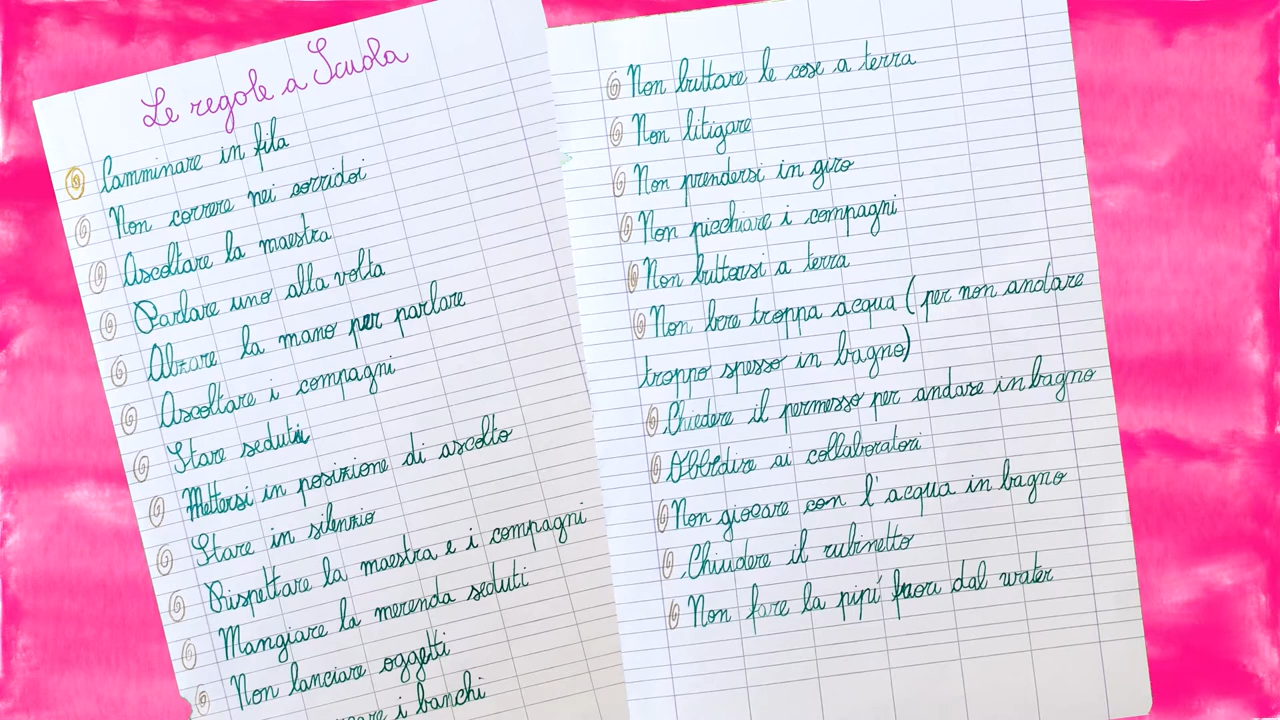 Le regole a Scuola
Camminare in fila
Non correre nei corridoi
Ascoltare la maestra
Parlare uno alla volta
Alzare la mano per parlare
Ascoltare i compagni
Stare seduti
Mettersi in posizione di ascolto
Stare in silenzio
Rispettare la maestra e i compagni
Mangiare la merenda seduti
Non lanciare oggetti
i banchi
Non buttare le cose a terra
Non litigare
Non prendersi in giro
Non picchiare i compagni
Non buttarsi a terra
Non bere troppa acqua (per non andare
troppo spesso in bagno)
Chiedere il permesso per andare in bagno
Obbedire ai collaboratori
Non giocare con l'acqua in bagno
Chiudere il rubinetto
Non fare la pipí fuori dal water